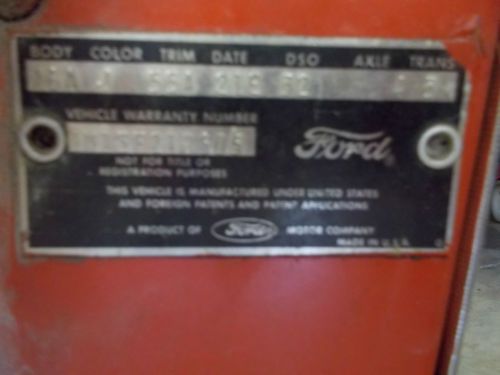 BODY COLOR TRIM DATE DSO AXLE TRANS
VEHICLE WARRANTY NUMBER
Ford
NOT FOR TITLE OR
REGISTRATION PURPOSES
THIS VEHICLE IS MANUFACTURED UNDER UNITED STATES
AND FOREIGN PATENTS AND PATENT APPLICATIONS
A PRODUCT OF Ford MOTOR COMPANY
MADE IN U.S.A.